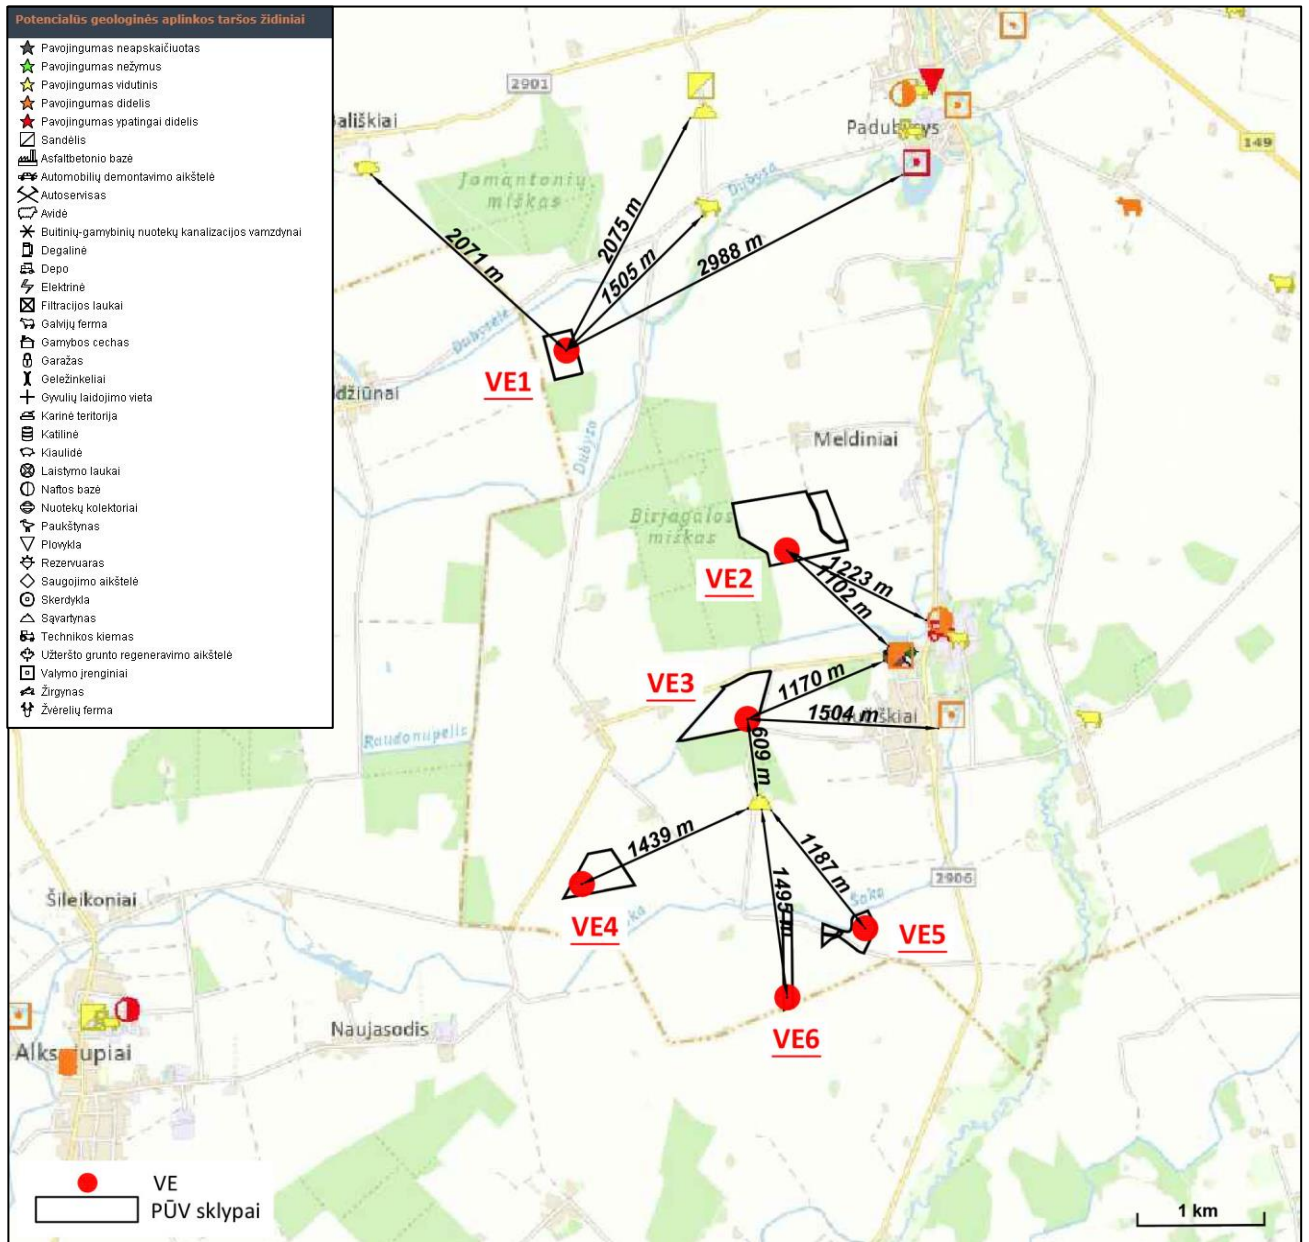 Potencialūs geologinės aplinkos taršos židiniai
Pavojingumas neapskaičiuotas
Pavojingumas nežymus
Pavojingumas vidutinis
Pavojingumas didelis
Pavojingumas ypatingai didelis
Sandėlis
Asfaltbetonio bazė
Automobilių demontavimo aikštelė
Autoservisas
Avidė
Buitinių-gamybinių nuotekų kanalizacijos vamzdynai
Degalinė
Depo
Elektrinė
Filtracijos laukai
Galvijų ferma
Gamybos cechas
Garažas
Geležinkeliai
Gyvulių laidojimo vieta
Karinė teritorija
Katilinė
Kiaulidė
Laistymo laukai
Naftos bazė
Nuotekų kolektoriai
Paukštynas
Plovykla
Rezervuaras
Saugojimo aikštelė
Skerdykla
Sąvartynas
Technikos kiemas
Užteršto grunto regeneravimo aikštelė
Valymo įrenginiai
Žirgynas
Žvėrelių ferma
2901
149
Padubysys
Jomantonių
miškas
Dubysa
2071 m
2075 m
1505 m
2988 m
Dubysėlė
VE1
Dubysa
Meldiniai
Birjagalos
miškas
VE2
1223 m
1102 m
VE3
1170 m
1504 m
609 m
Raudonupelis
1439 m
1187 m
1495 m
2906
Šaka
VE4
VE5
VE6
Šileikoniai
Naujasodis
VE
PŪV sklypai
1 km